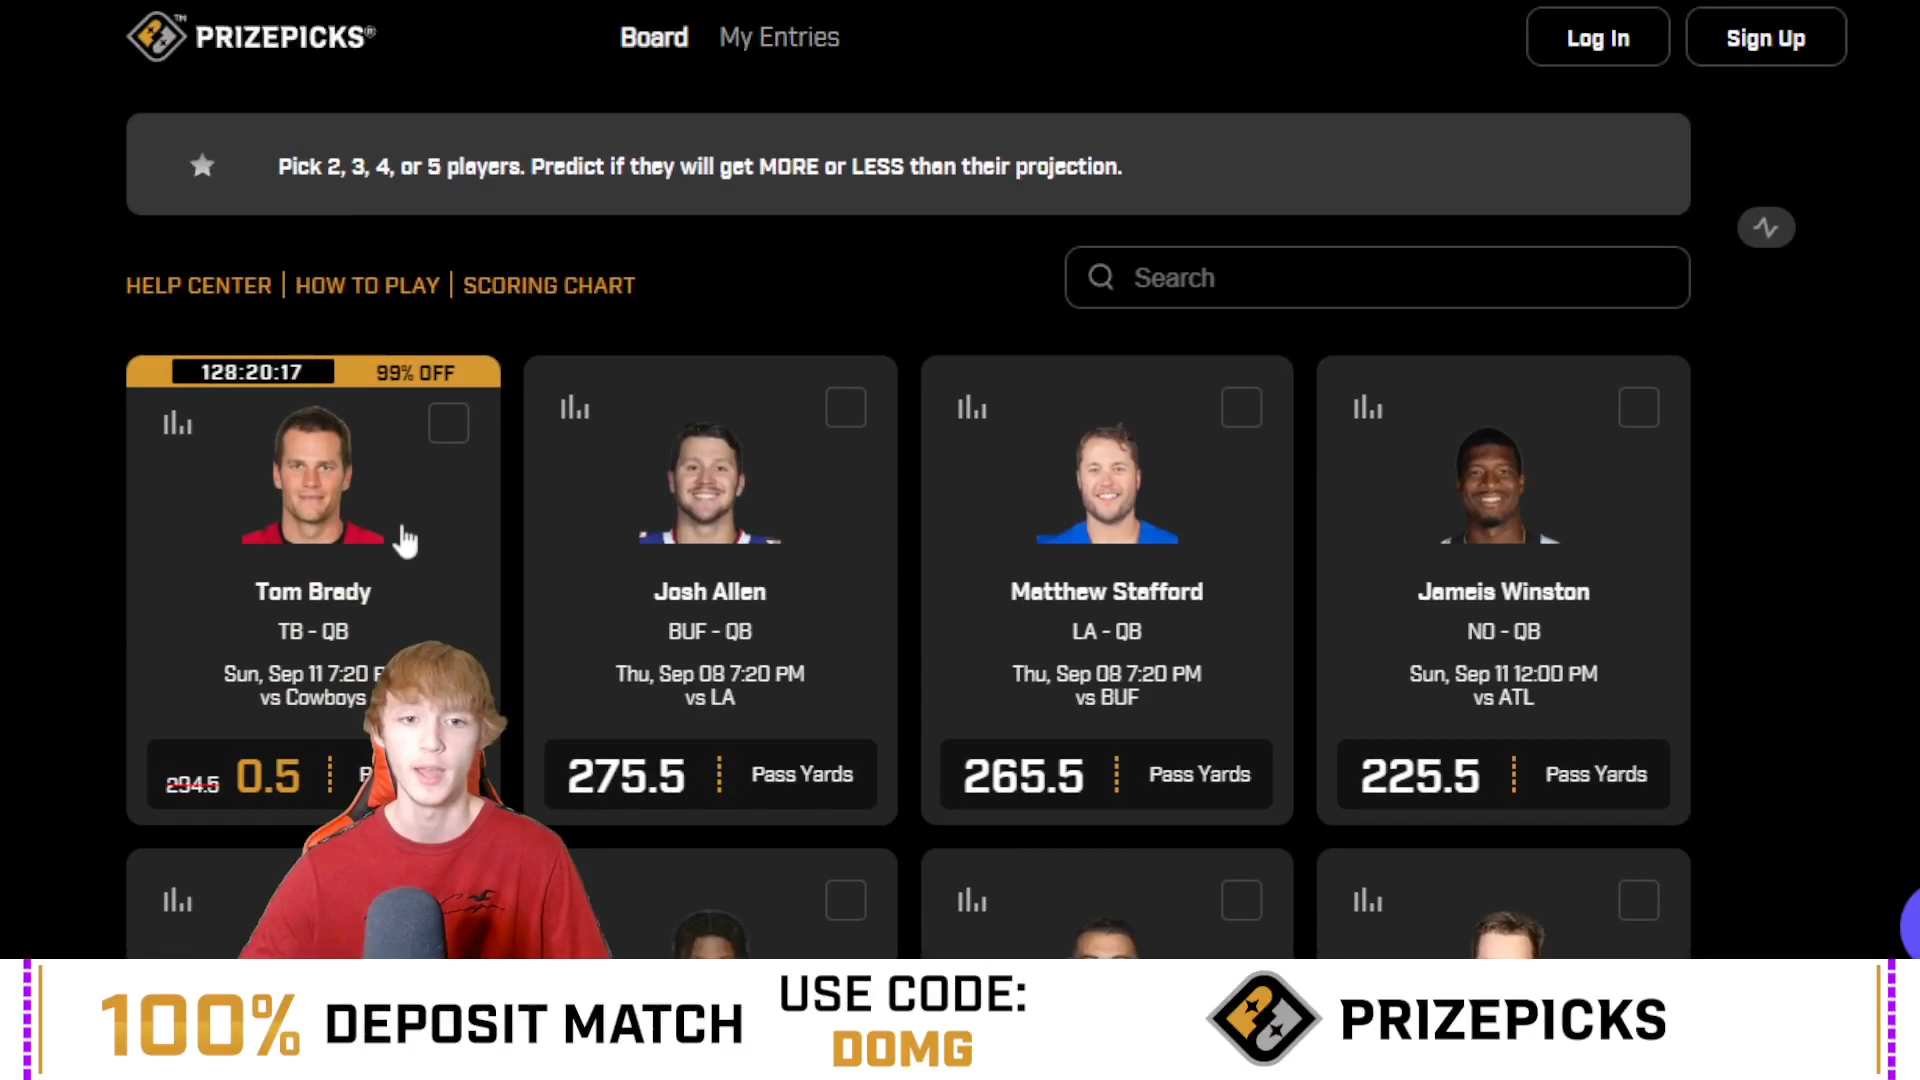 PRIZEPICKS®
Board
My Entries
Log In
Sign Up
Pick 2, 3, 4, or 5 players. Predict if they will get MORE or LESS than their projection.
HELP CENTER | HOW TO PLAY | SCORING CHART
Search
128:20:17
99% OFF
Tom Brady
TB - QB
Sun, Sep 11 7:20
vs Cowboys
294.5 0.5
Josh Allen
BUF - QB
Thu, Sep 08 7:20 PM
vs LA
275.5 Pass Yards
Matthew Stafford
LA - QB
Thu, Sep 08 7:20 PM
vs BUF
265.5 Pass Yards
Jameis Winston
NO - QB
Sun, Sep 11 12:00 PM
vs ATL
225.5 Pass Yards
100% DEPOSIT MATCH
USE CODE:
DOMG
PRIZEPICKS